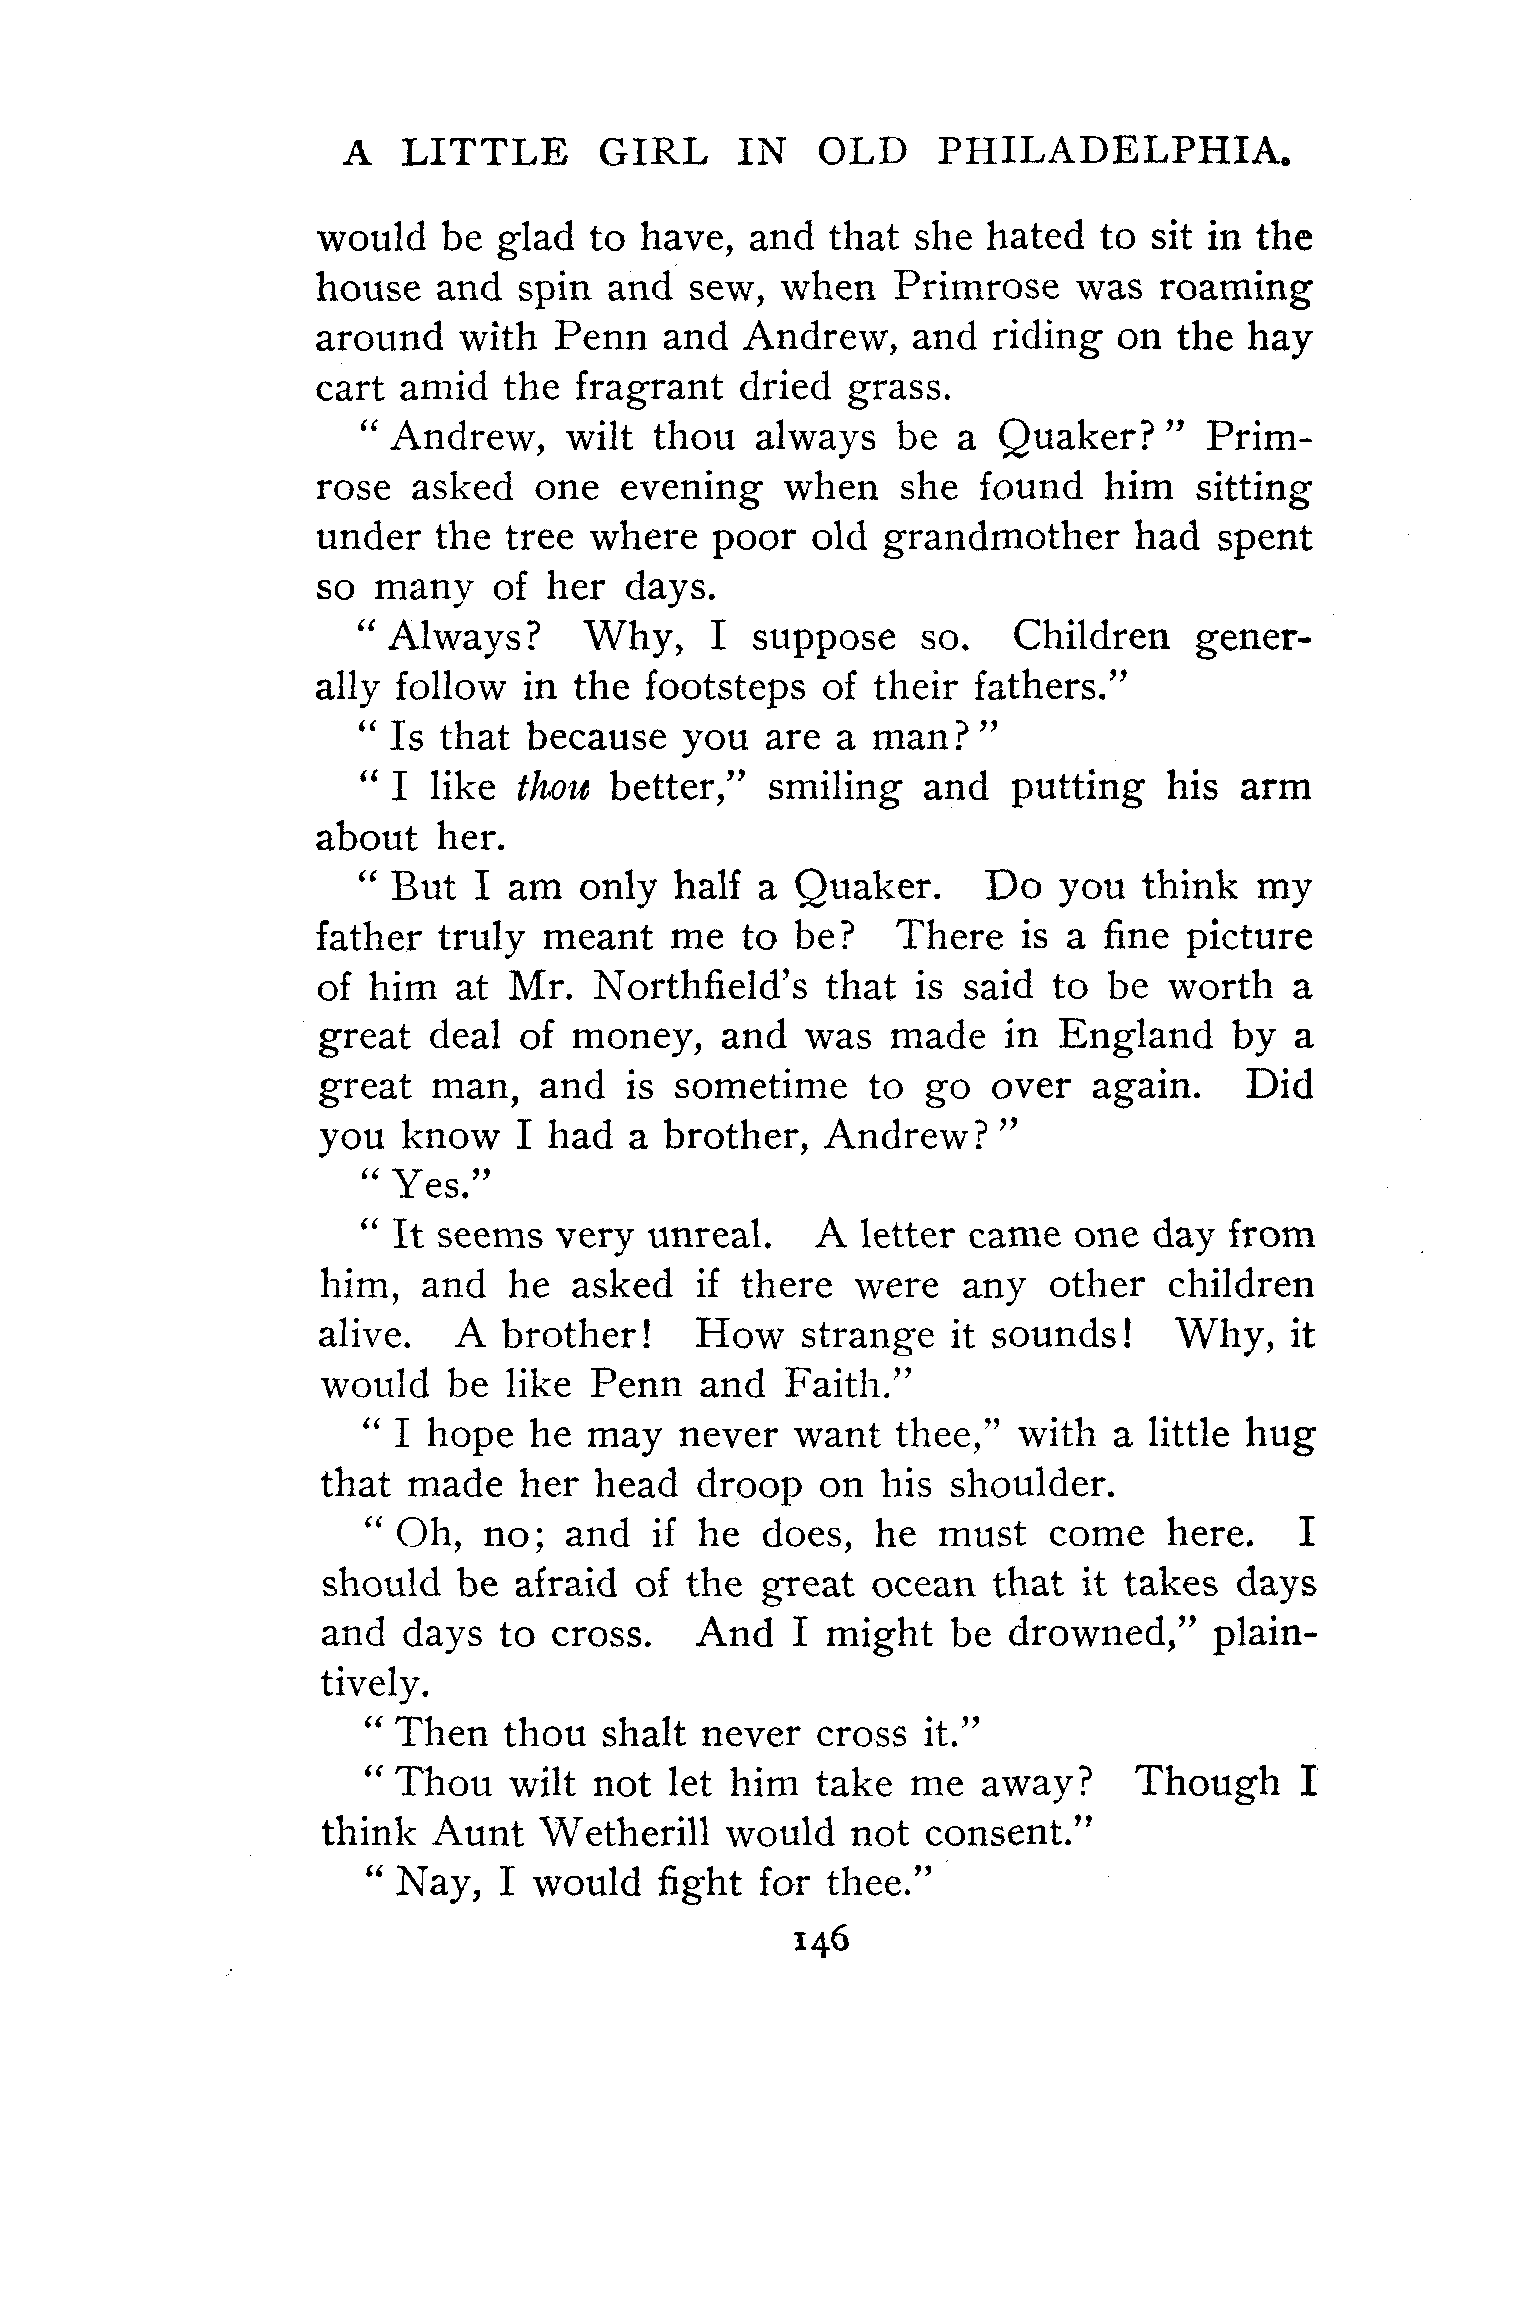 A LITTLE GIRL IN OLD PHILADELPHIA.
would be glad to have, and that she hated to sit in the
house and spin and sew, when Primrose was roaming
around with Penn and Andrew, and riding on the hay
cart amid the fragrant dried grass.
“ Andrew, wilt thou always be a Quaker? ” Prim-
rose asked one evening when she found him sitting
under the tree where poor old grandmother had spent
so many of her days.
“ Always? Why, I suppose so. Children gener-
ally follow in the footsteps of their fathers.”
“ Is that because you are a man? ”
“ I like thou better,” smiling and putting his arm
about her.
“ But I am only half a Quaker. Do you think my
father truly meant me to be? There is a fine picture
of him at Mr. Northfield’s that is said to be worth a
great deal of money, and was made in England by a
great man, and is sometime to go over again. Did
you know I had a brother, Andrew? ”
“ Yes.”
“ It seems very unreal. A letter came one day from
him, and he asked if there were any other children
alive. A brother! How strange it sounds! Why, it
would be like Penn and Faith.”
“ I hope he may never want thee,” with a little hug
that made her head droop on his shoulder.
“ Oh, no; and if he does, he must come here. I
should be afraid of the great ocean that it takes days
and days to cross. And I might be drowned,” plain-
tively.
“ Then thou shalt never cross it.”
“ Thou wilt not let him take me away? Though I
think Aunt Wetherill would not consent.”
“ Nay, I would fight for thee.”
146